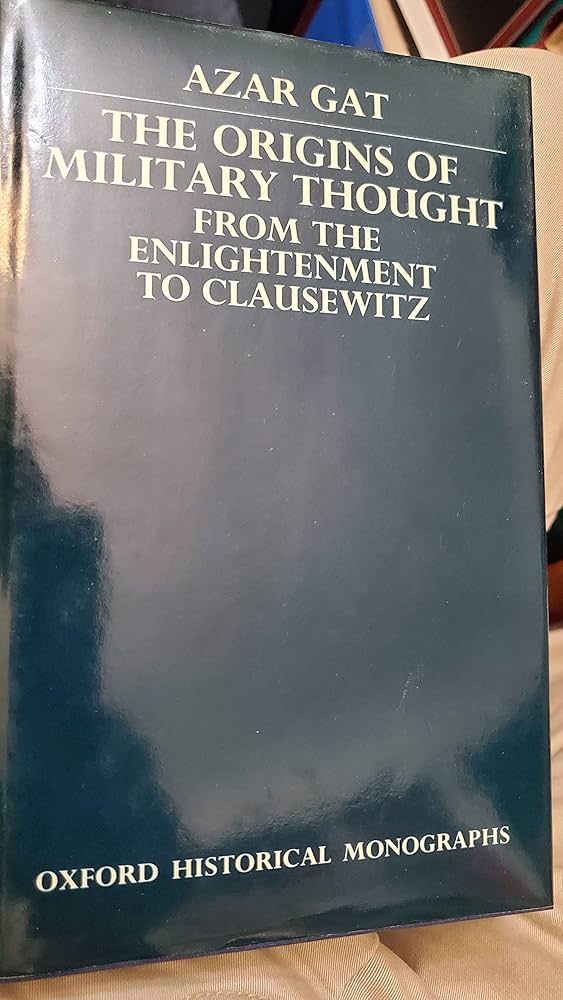 AZAR GAT
THE ORIGINS OF
MILITARY THOUGHT
FROM THE
ENLIGHTENMENT
TO CLAUSEWITZ
OXFORD HISTORICAL MONOGRAPHS